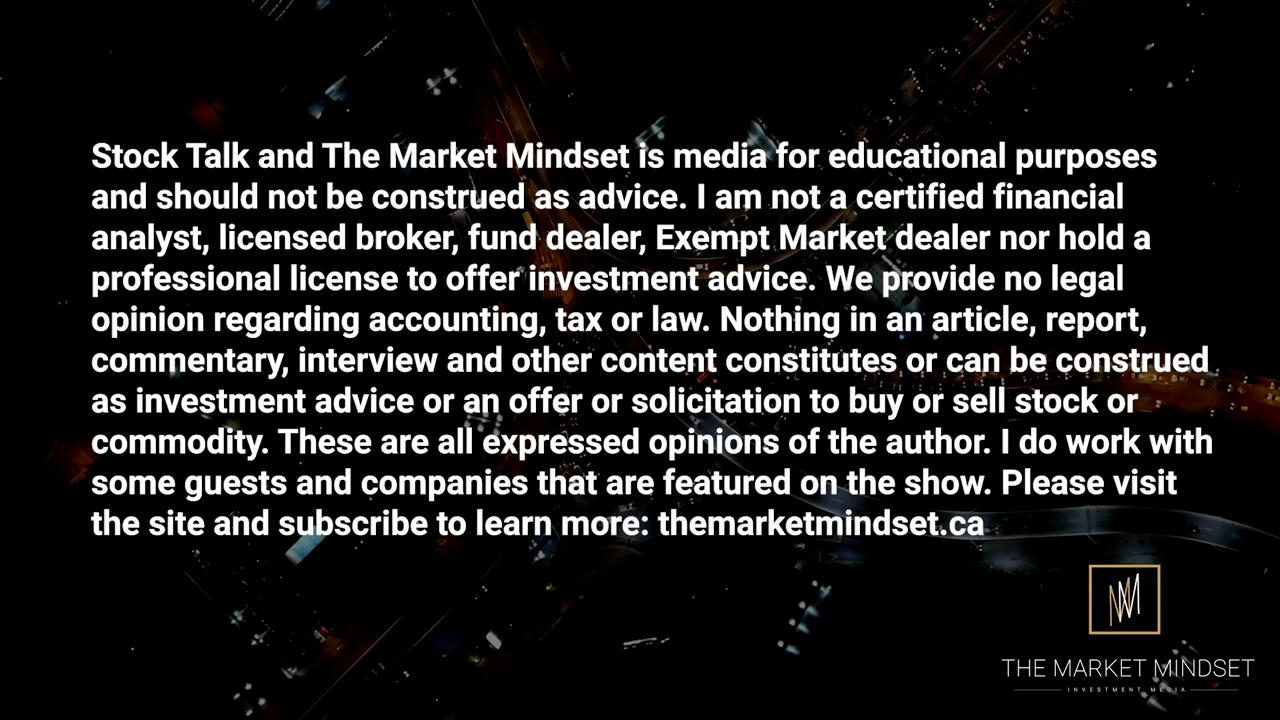 Stock Talk and The Market Mindset is media for educational purposes
and should not be construed as advice. I am not a certified financial
analyst, licensed broker, fund dealer, Exempt Market dealer nor hold a
professional license to offer investment advice. We provide no legal
opinion regarding accounting, tax or law. Nothing in an article, report,
commentary, interview and other content constitutes or can be construed
as investment advice or an offer or solicitation to buy or sell stock or
commodity. These are all expressed opinions of the author. I do work with
some guests and companies that are featured on the show. Please visit
the site and subscribe to learn more: themarketmindset.ca
THE MARKET MINDSET
INVESTMENT MEDIA